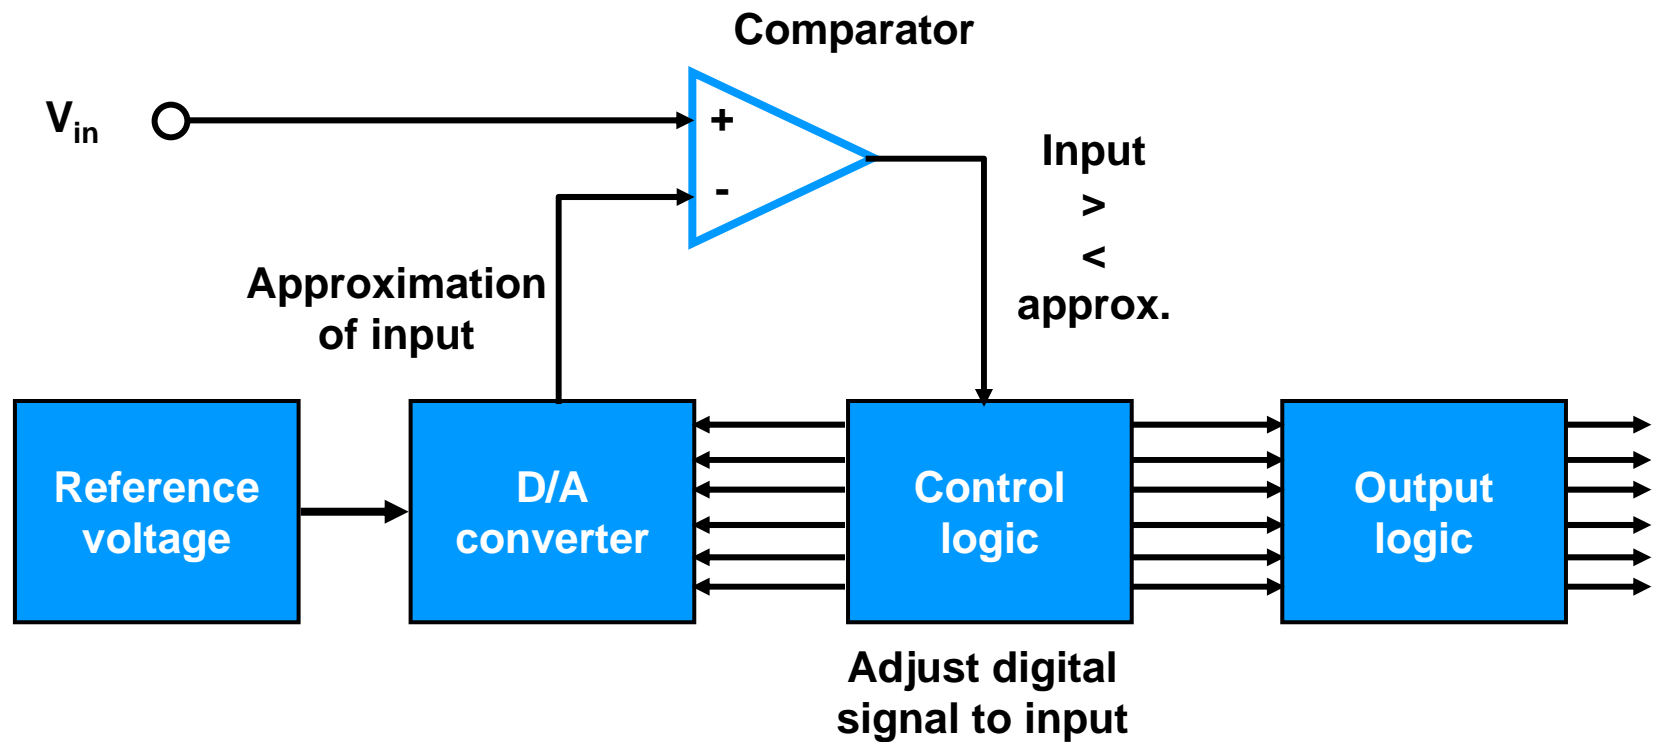 Comparator
Vin
+
-
Input
>
<
approx.
Approximation
of input
Reference
voltage
D/A
converter
Control
logic
Output
logic
Adjust digital
signal to input